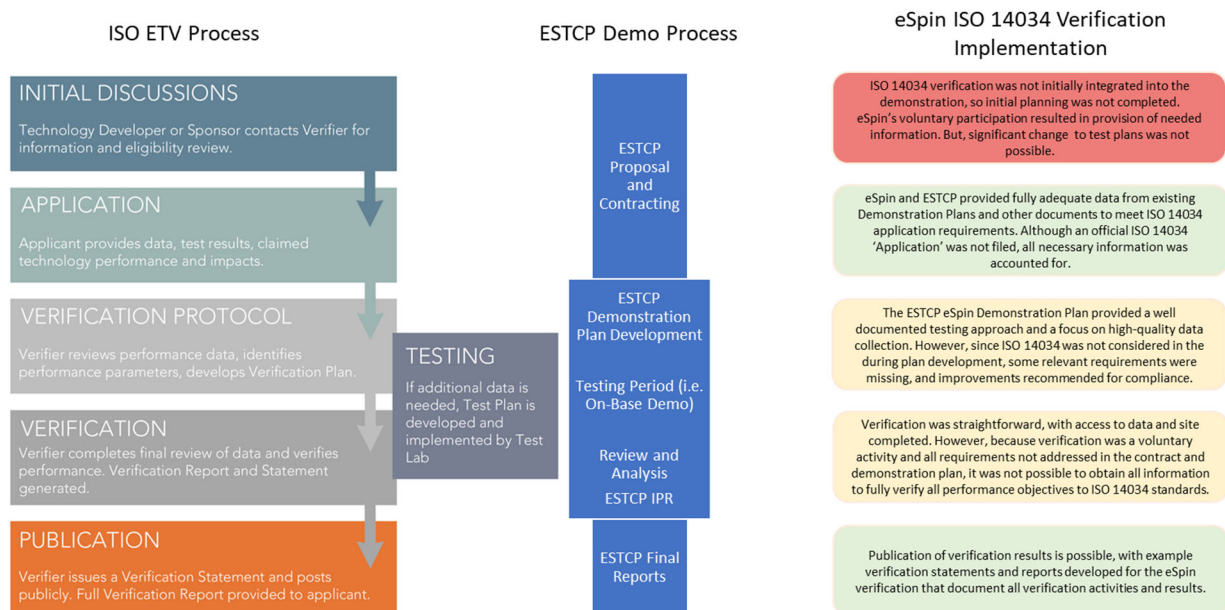 ISO ETV Process
INITIAL DISCUSSIONS
Technology Developer or Sponsor contacts Verifier for
information and eligibility review.
APPLICATION
Applicant provides data, test results, claimed
technology performance and impacts.
VERIFICATION PROTOCOL
Verifier reviews performance data, identifies
performance parameters, develops Verification Plan.
VERIFICATION
Verifier completes final review of data and verifies
performance. Verification Report and Statement
generated.
PUBLICATION
Verifier issues a Verification Statement and posts
publicly. Full Verification Report provided to applicant.
TESTING
If additional data is
needed, Test Plan is
developed and
implemented by Test
Lab
ESTCP Demo Process
ESTCP
Proposal
and
Contracting
ESTCP
Demonstration
Plan Development
Testing Period (i.e.
On-Base Demo)
Review and
Analysis
ESTCP IPR
ESTCP Final
Reports
eSpin ISO 14034 Verification
Implementation
ISO 14034 verification was not initially integrated into the
demonstration, so initial planning was not completed.
eSpin's voluntary participation resulted in provision of needed
information. But, significant change to test plans was not
possible.
eSpin and ESTCP provided fully adequate data from existing
Demonstration Plans and other documents to meet ISO 14034
application requirements. Although an official ISO 14034
'Application' was not filed, all necessary information was
accounted for.
The ESTCP eSpin Demonstration Plan provided a well
documented testing approach and a focus on high-quality data
collection. However, since ISO 14034 was not considered in the
during plan development, some relevant requirements were
missing, and improvements recommended for compliance.
Verification was straightforward, with access to data and site
completed. However, because verification was a voluntary
activity and all requirements not addressed in the contract and
demonstration plan, it was not possible to obtain all information
to fully verify all performance objectives to ISO 14034 standards.
Publication of verification results is possible, with example
verification statements and reports developed for the eSpin
verification that document all verification activities and results.